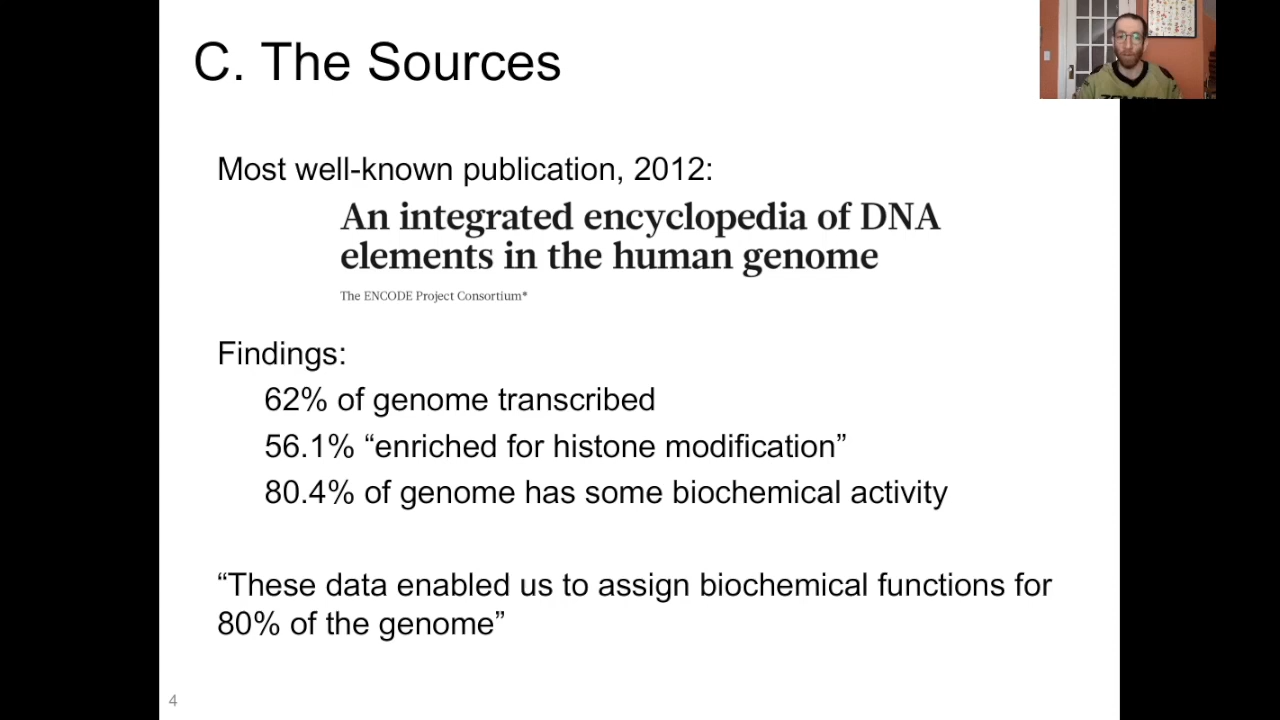 C. The Sources
Most well-known publication, 2012:
An integrated encyclopedia of DNA
elements in the human genome
The ENCODE Project Consortium*
Findings:
62% of genome transcribed
56.1% “enriched for histone modification”
80.4% of genome has some biochemical activity
“These data enabled us to assign biochemical functions for
80% of the genome”
4